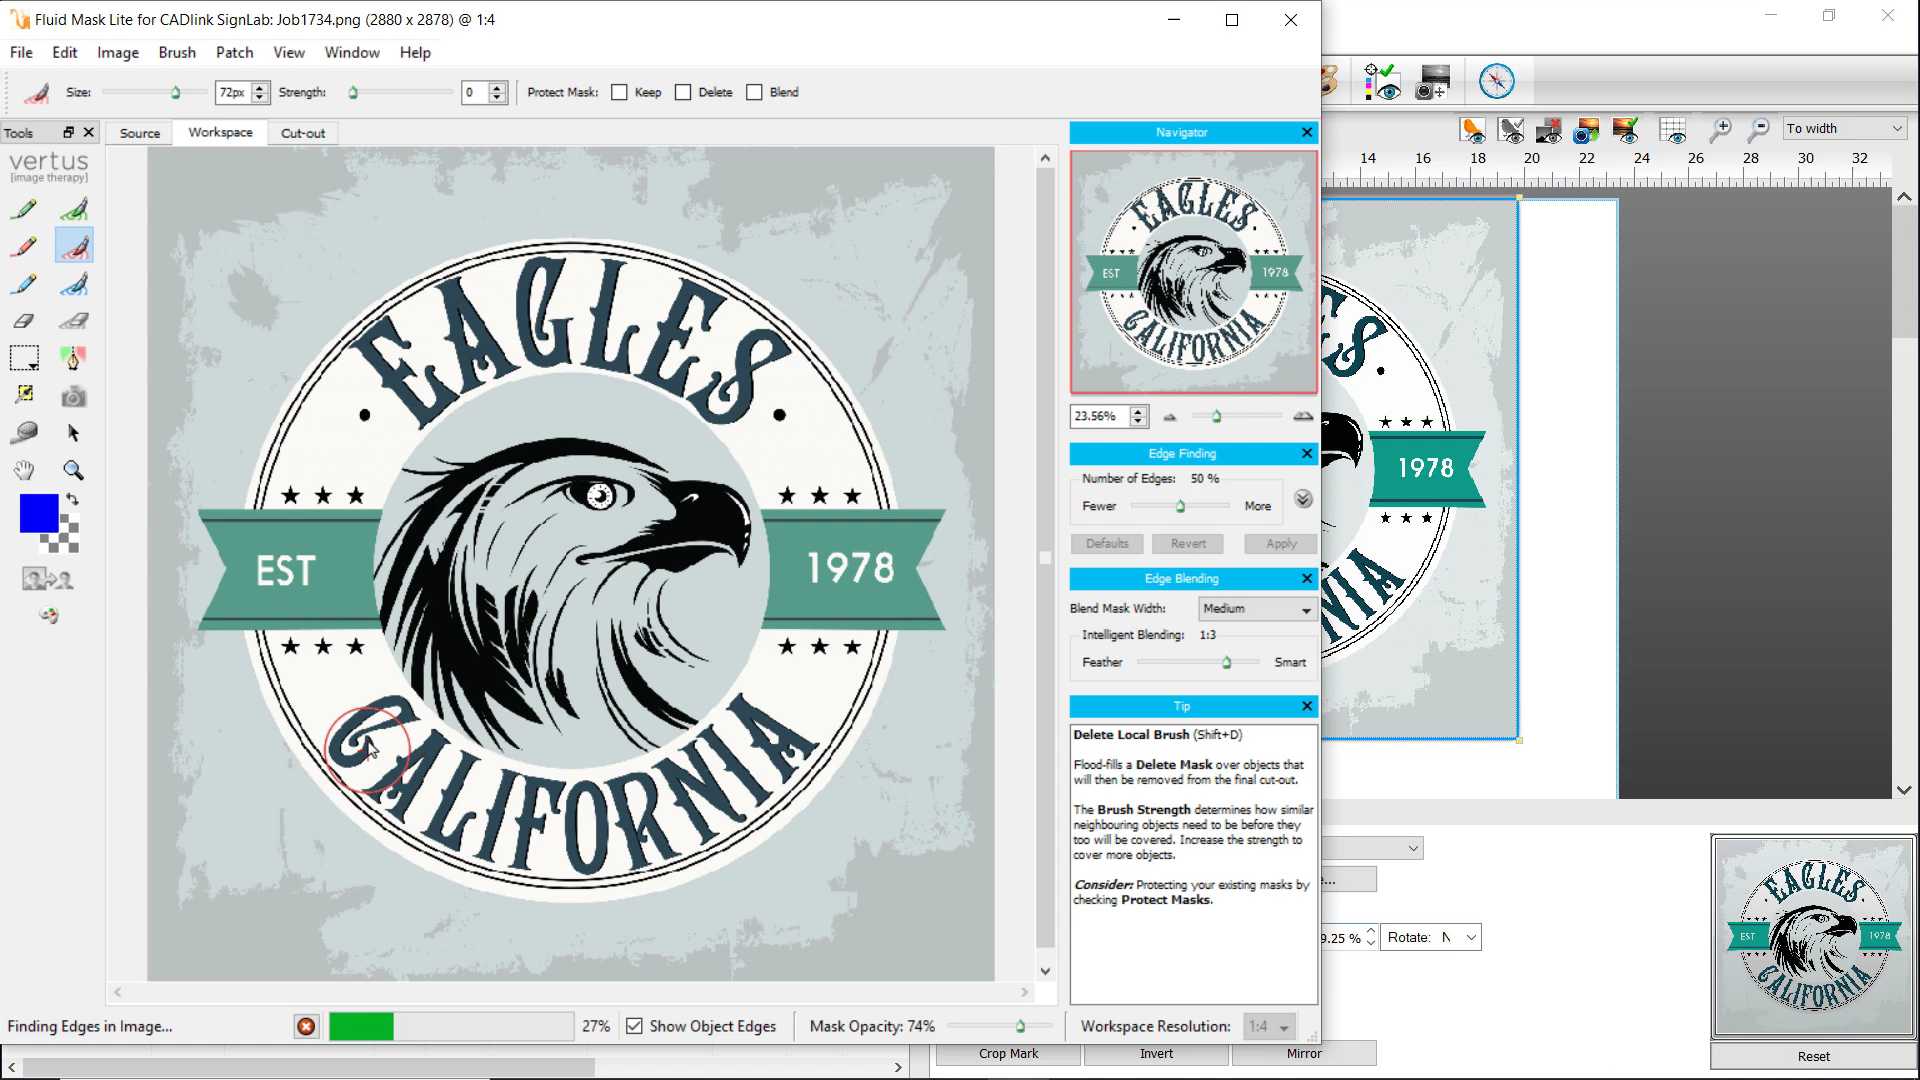 Fluid Mask Lite for CADlink SignLab: Job1734.png (2880 x 2878) @ 1:4
File Edit Image Brush Patch View Window Help
Size: 72px Strength: 0 Protect Mask: Keep Delete Blend
Tools
Source Workspace Cut-out
vertus
[image therapy]
EAGLES
EST
1978
CALIFORNIA
Navigator
EAGLES
EST
1978
CALIFORNIA
23.56%
Edge Finding
Number of Edges: 50 %
Fewer More
Defaults Revert Apply
Edge Blending
Blend Mask Width: Medium
Intelligent Blending: 1:3
Feather Smart
Tip
Delete Local Brush (Shift+D)
Flood-fills a Delete Mask over objects that
will then be removed from the final cut-out.
The Brush Strength determines how similar
neighbouring objects need to be before they
too will be covered. Increase the strength to
cover more objects.
Consider: Protecting your existing masks by
checking Protect Masks.
Finding Edges in Image... 27% Show Object Edges Mask Opacity: 74% Workspace Resolution: 1:4
To width
14 16 18 20 22 24 26 28 30 32
ES
1978
NIA
e...
9.25 % Rotate: N
EAGLES
EST
1978
CALIFORNIA
Crop Mark Invert Mirror
Reset